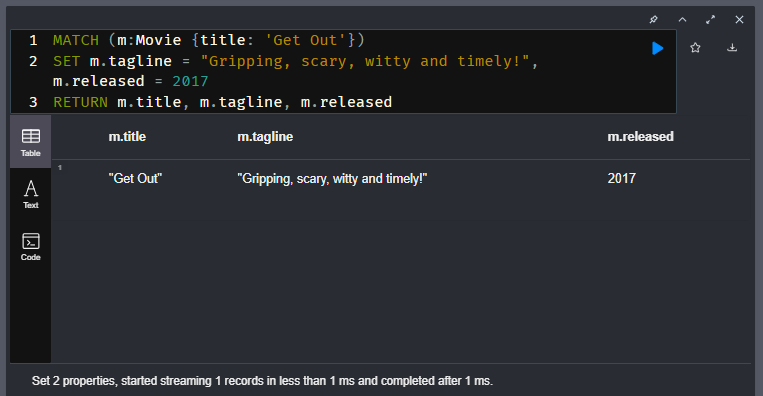 1 MATCH (m:Movie {title: 'Get Out'})
2 SET m.tagline = "Gripping, scary, witty and timely!",
m.released = 2017
3 RETURN m.title, m.tagline, m.released
m.title m.tagline m.released
Table
1 "Get Out" "Gripping, scary, witty and timely!" 2017
Text
Code
Set 2 properties, started streaming 1 records in less than 1 ms and completed after 1 ms.